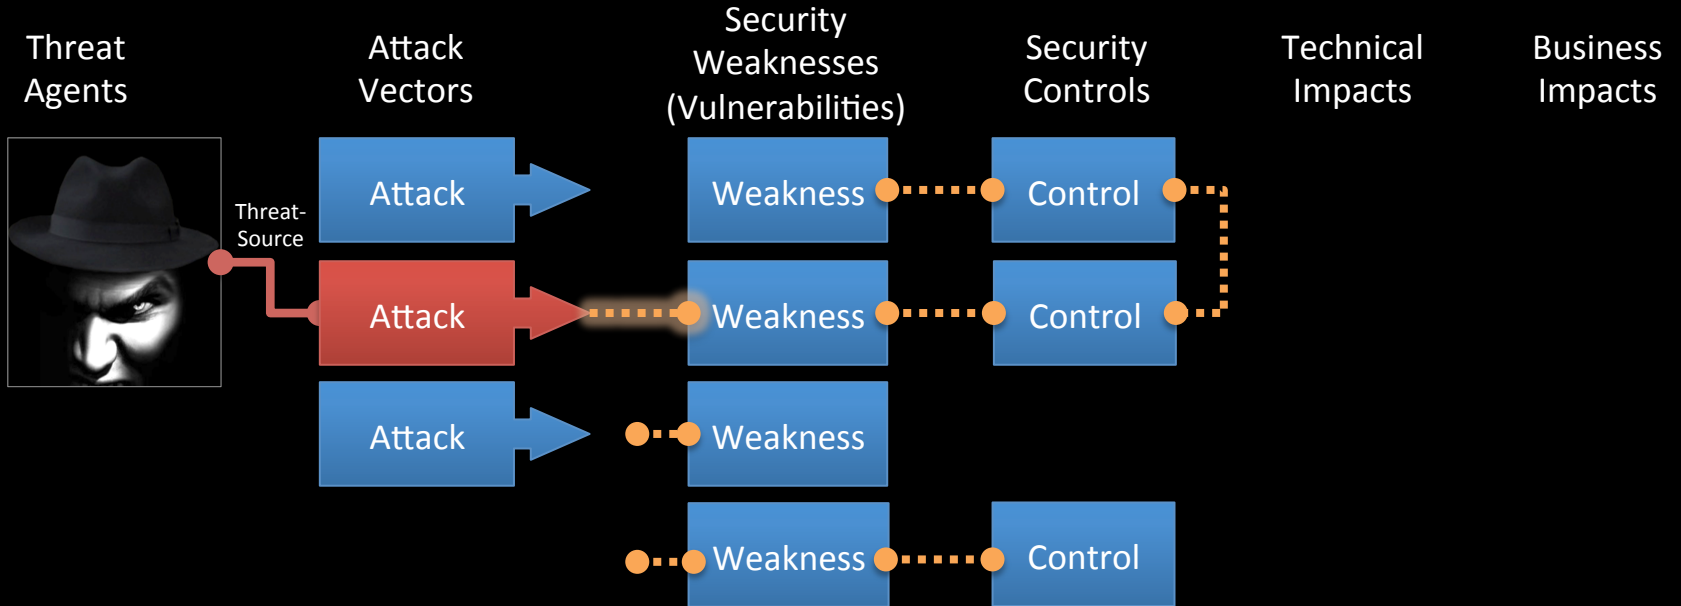 Threat
Agents
Attack
Vectors
Security
Weaknesses
(Vulnerabilities)
Security
Controls
Technical
Impacts
Business
Impacts
Threat-
Source
Attack
Weakness
Control
Attack
Weakness
Control
Attack
Weakness
Weakness
Control